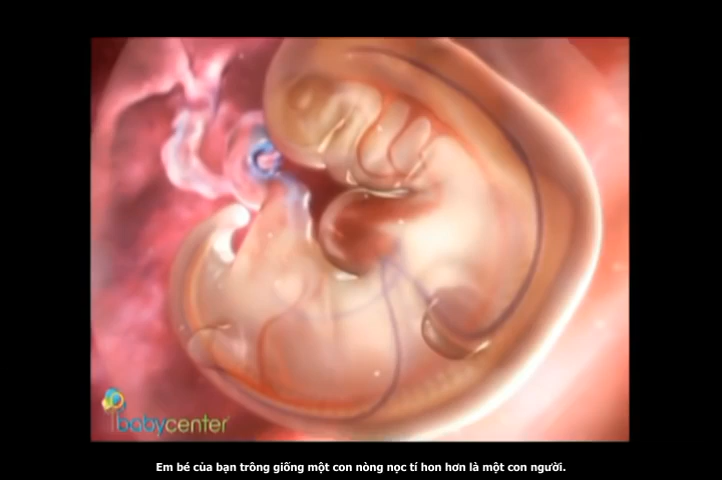 babycenter
Em bé của bạn trông giống một con nòng nọc tí hon hơn là một con người.